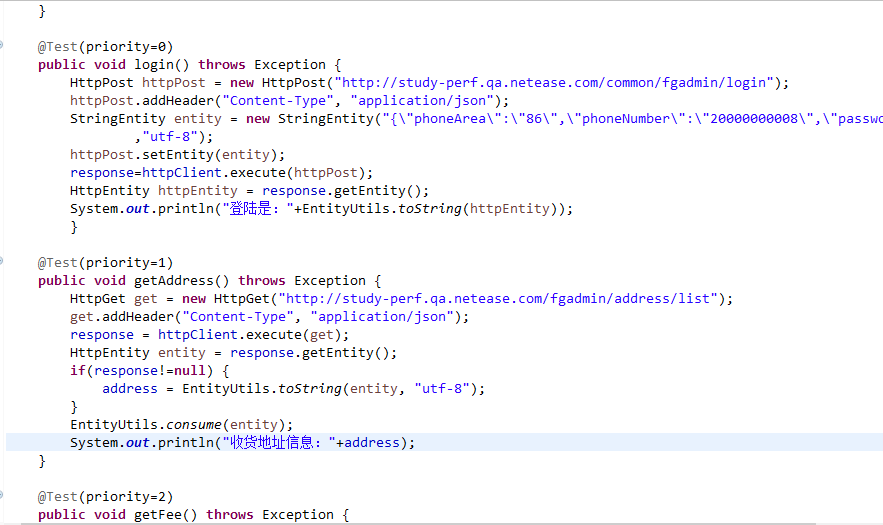 }
@Test(priority=0)
public void login() throws Exception {
HttpPost httpPost = new HttpPost("http://study-perf.qa.netease.com/common/fgadmin/login");
httpPost.addHeader("Content-Type", "application/json");
StringEntity entity = new StringEntity("{\"phoneArea\":\"86\",\"phoneNumber\":\"20000000008\",\"passwo
,"utf-8");
httpPost.setEntity(entity);
response=httpClient.execute(httpPost);
HttpEntity httpEntity = response.getEntity();
System.out.println("登陆是："+EntityUtils.toString(httpEntity));
}
@Test(priority=1)
public void getAddress() throws Exception {
HttpGet get = new HttpGet("http://study-perf.qa.netease.com/fgadmin/address/list");
get.addHeader("Content-Type", "application/json");
response = httpClient.execute(get);
HttpEntity entity = response.getEntity();
if(response!=null) {
address = EntityUtils.toString(entity, "utf-8");
}
EntityUtils.consume(entity);
System.out.println("收货地址信息："+address);
}
@Test(priority=2)
public void getFee() throws Exception {